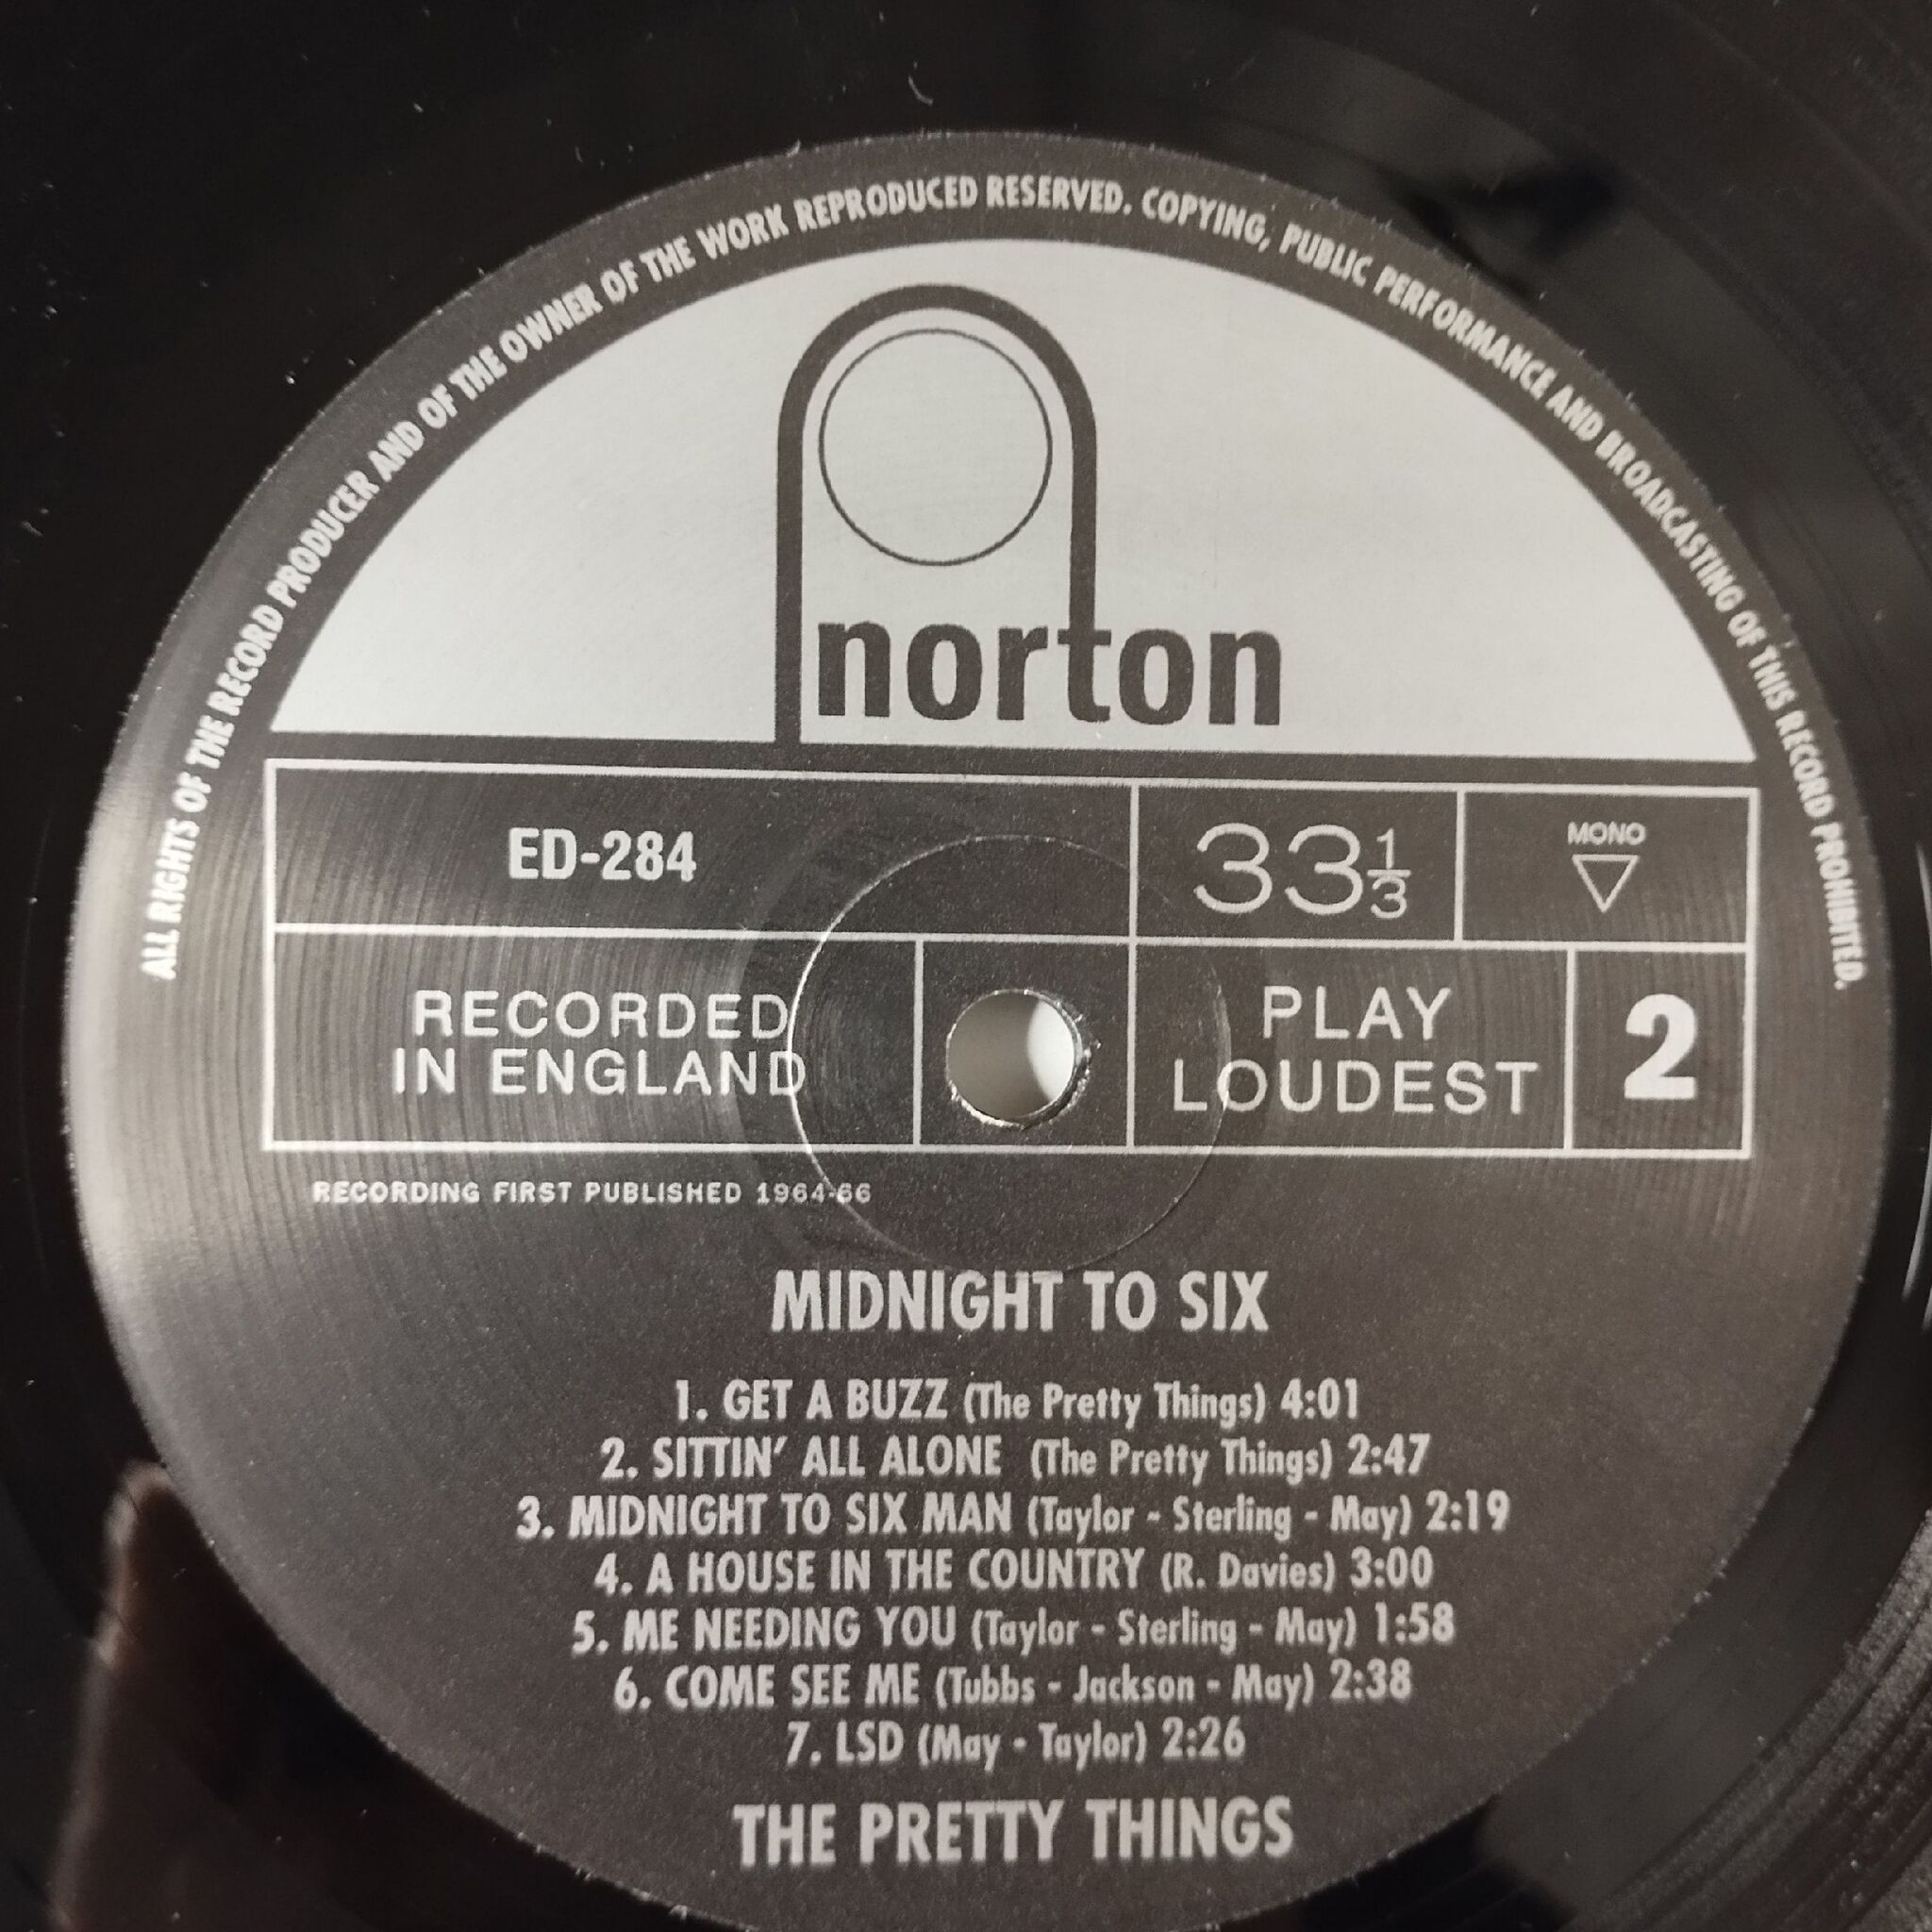 ALL RIGHTS OF THE RECORD PRODUCER AND OF THE OWNER OF THE WORK REPRODUCED RESERVED. COPYING, PUBLIC PERFORMANCE AND BROADCASTING OF THIS RECORD PROHIBITED.
norton
ED-284
33 1/3
MONO
RECORDED
IN ENGLAND
PLAY
LOUDEST
2
RECORDING FIRST PUBLISHED 1964-66
MIDNIGHT TO SIX
1. GET A BUZZ (The Pretty Things) 4:01
2. SITTIN' ALL ALONE (The Pretty Things) 2:47
3. MIDNIGHT TO SIX MAN (Taylor - Sterling - May) 2:19
4. A HOUSE IN THE COUNTRY (R. Davies) 3:00
5. ME NEEDING YOU (Taylor - Sterling - May) 1:58
6. COME SEE ME (Tubbs - Jackson - May) 2:38
7. LSD (May - Taylor) 2:26
THE PRETTY THINGS